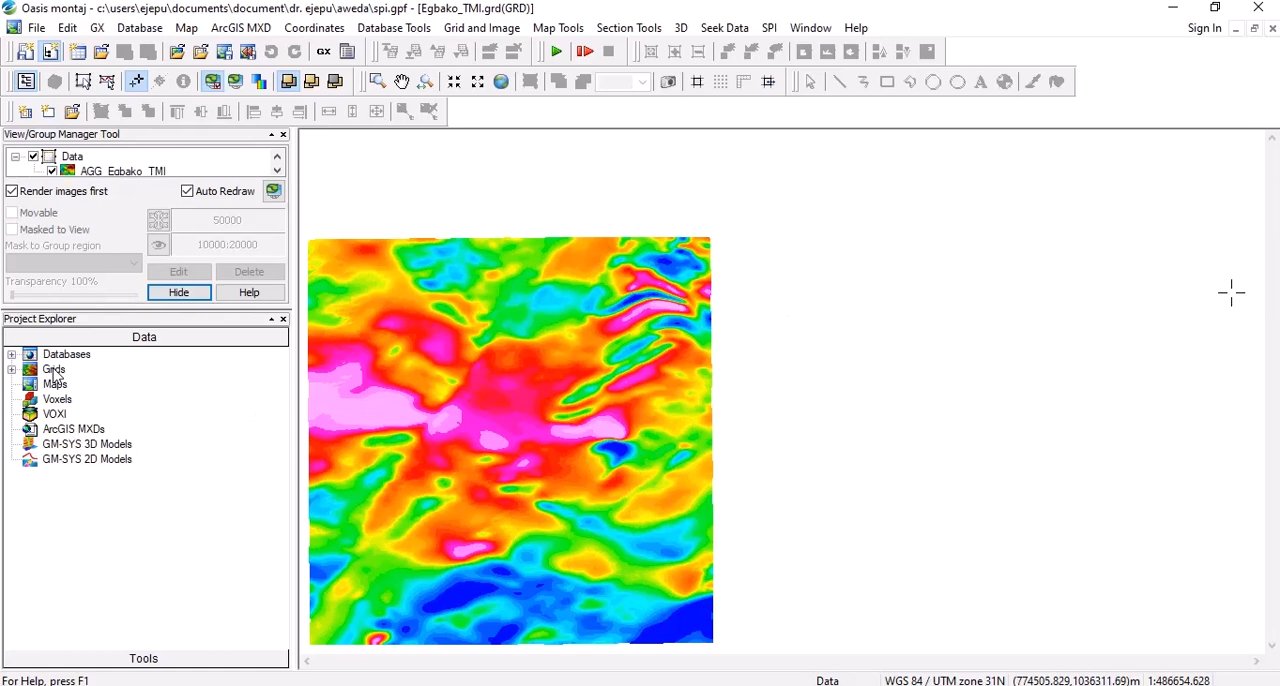 Oasis montaj - c:\users\ejepu\documents\document\dr. ejepu\aweda\spi.gpf - [Egbako_TMI.grd(GRD)]
File Edit GX Database Map ArcGIS MXD Coordinates Database Tools Grid and Image Map Tools Section Tools 3D Seek Data SPI Window Help Sign In
GX
View/Group Manager Tool
Data
AGG_Egbako_TMI
Render images first Auto Redraw
Movable 50000
Masked to View
Mask to Group region 10000:20000
Transparency 100% Edit Delete
Hide Help
Project Explorer
Data
Databases
Grids
Maps
Voxels
VOXI
ArcGIS MXDs
GM-SYS 3D Models
GM-SYS 2D Models
Tools
For Help, press F1 Data WGS 84 / UTM zone 31N (774505.829,1036311.69)m 1:486654.628